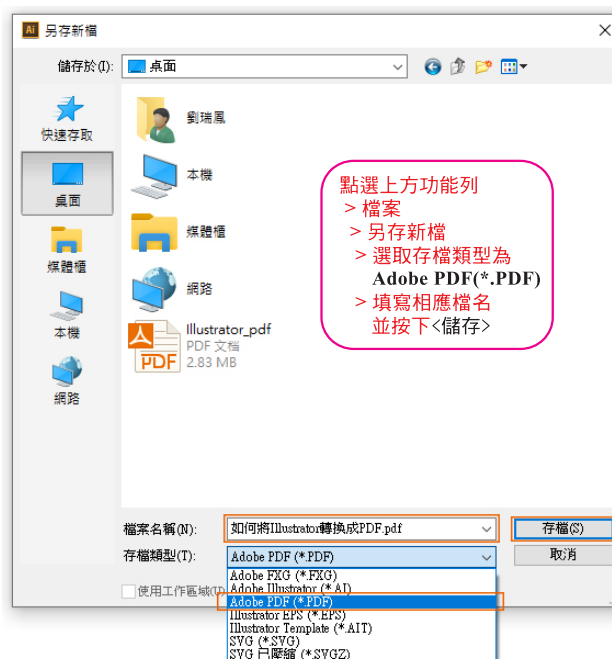 Ai 另存新檔
儲存於(I):
桌面
快速存取
桌面
媒體櫃
本機
網路
劉瑞鳳
本機
媒體櫃
網路
Illustrator_pdf
PDF 文檔
2.83 MB
PDF
點選上方功能列
> 檔案
> 另存新檔
> 選取存檔類型為
Adobe PDF(*.PDF)
> 填寫相應檔名
並按下<儲存>
檔案名稱(N):
如何將Illustrator轉換成PDF.pdf
存檔(S)
存檔類型(T):
Adobe PDF (*.PDF)
取消
使用工作區域(U)
Adobe FXG (*.FXG)
Adobe Illustrator (*.AI)
Adobe PDF (*.PDF)
Illustrator EPS (*.EPS)
Illustrator Template (*.AIT)
SVG (*.SVG)
SVG 已壓縮 (*.SVGZ)